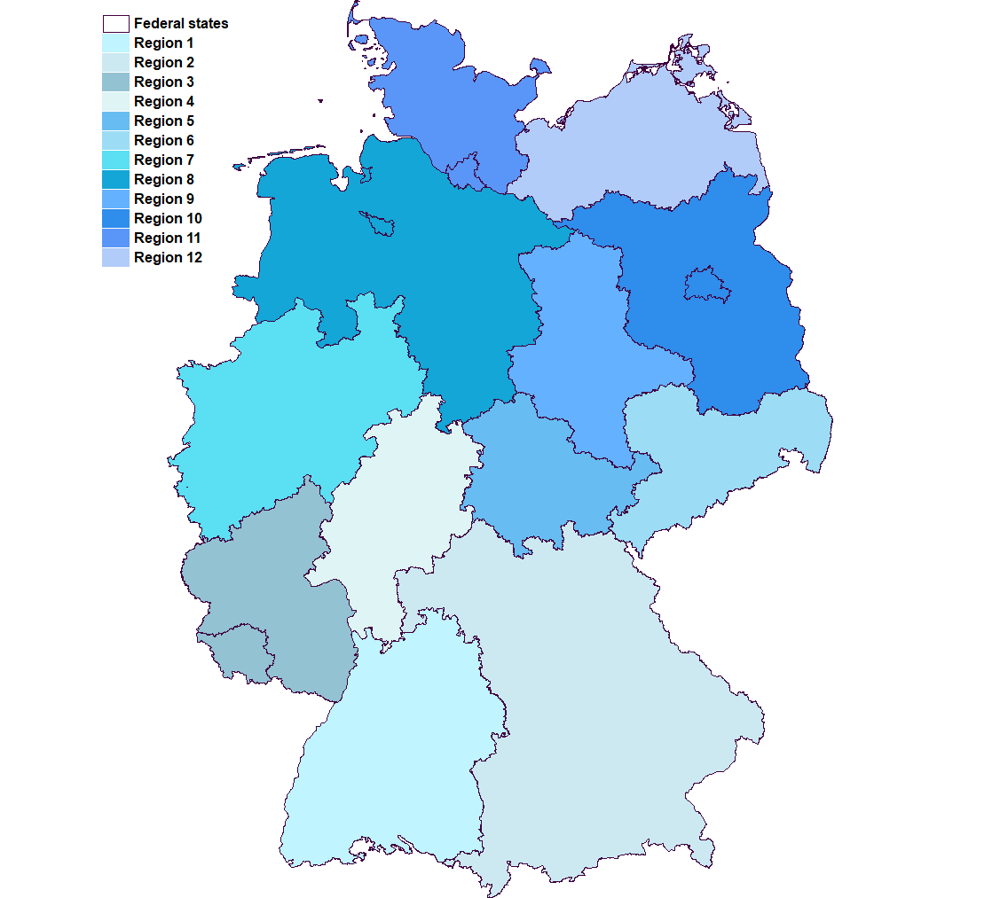 Federal states
Region 1
Region 2
Region 3
Region 4
Region 5
Region 6
Region 7
Region 8
Region 9
Region 10
Region 11
Region 12